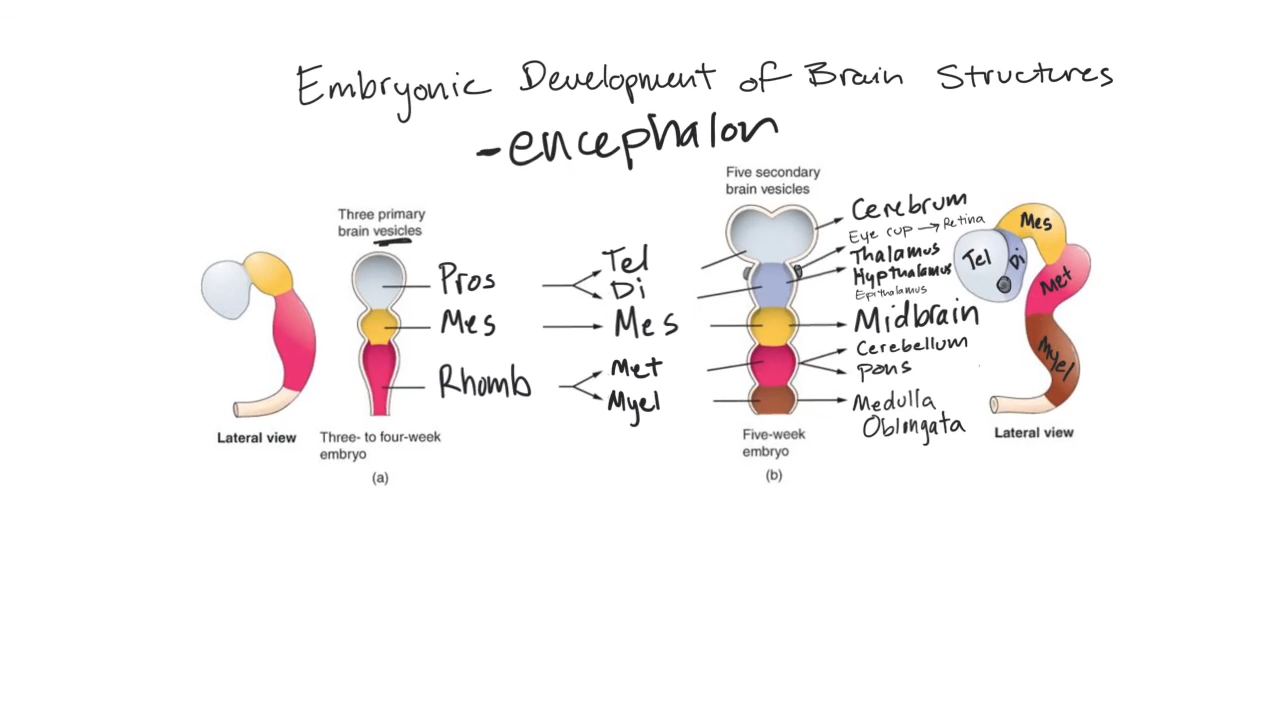 Embryonic Development of Brain Structures
-encephalon
Three primary
brain vesicles
Pros
Mes
Rhomb
Lateral view
Three- to four-week
embryo
(a)
Tel
Di
Mes
Met
Myel
Five secondary
brain vesicles
Cerebrum
Eye cup → Retina
Thalamus
Hypthalamus
Epithalamus
Midbrain
Cerebellum
pons
Medulla
Oblongata
Five-week
embryo
(b)
Mes
Tel
Di
Met
Myel
Lateral view